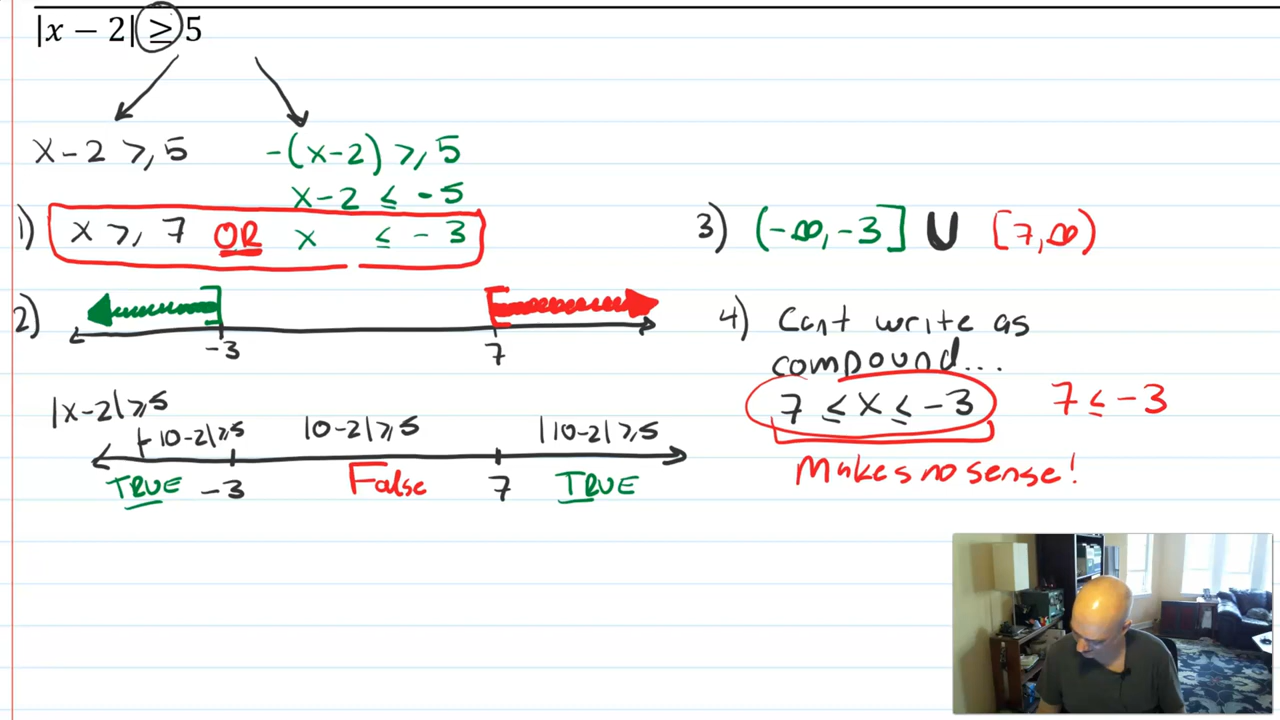 |x − 2| ≥ 5
x-2 ≥ 5
-(x-2) ≥ 5
x-2 ≤ -5
1) x ≥ 7 OR x ≤ -3
2)
-3 7
|x-2| ≥ 5
|-10-2| ≥ 5 |0-2| ≥ 5 |10-2| ≥ 5
TRUE -3 False 7 TRUE
3) (-∞, -3] U [7, ∞)
4) Cant write as
compound...
7 ≤ x ≤ -3 7 ≤ -3
Makes no sense!